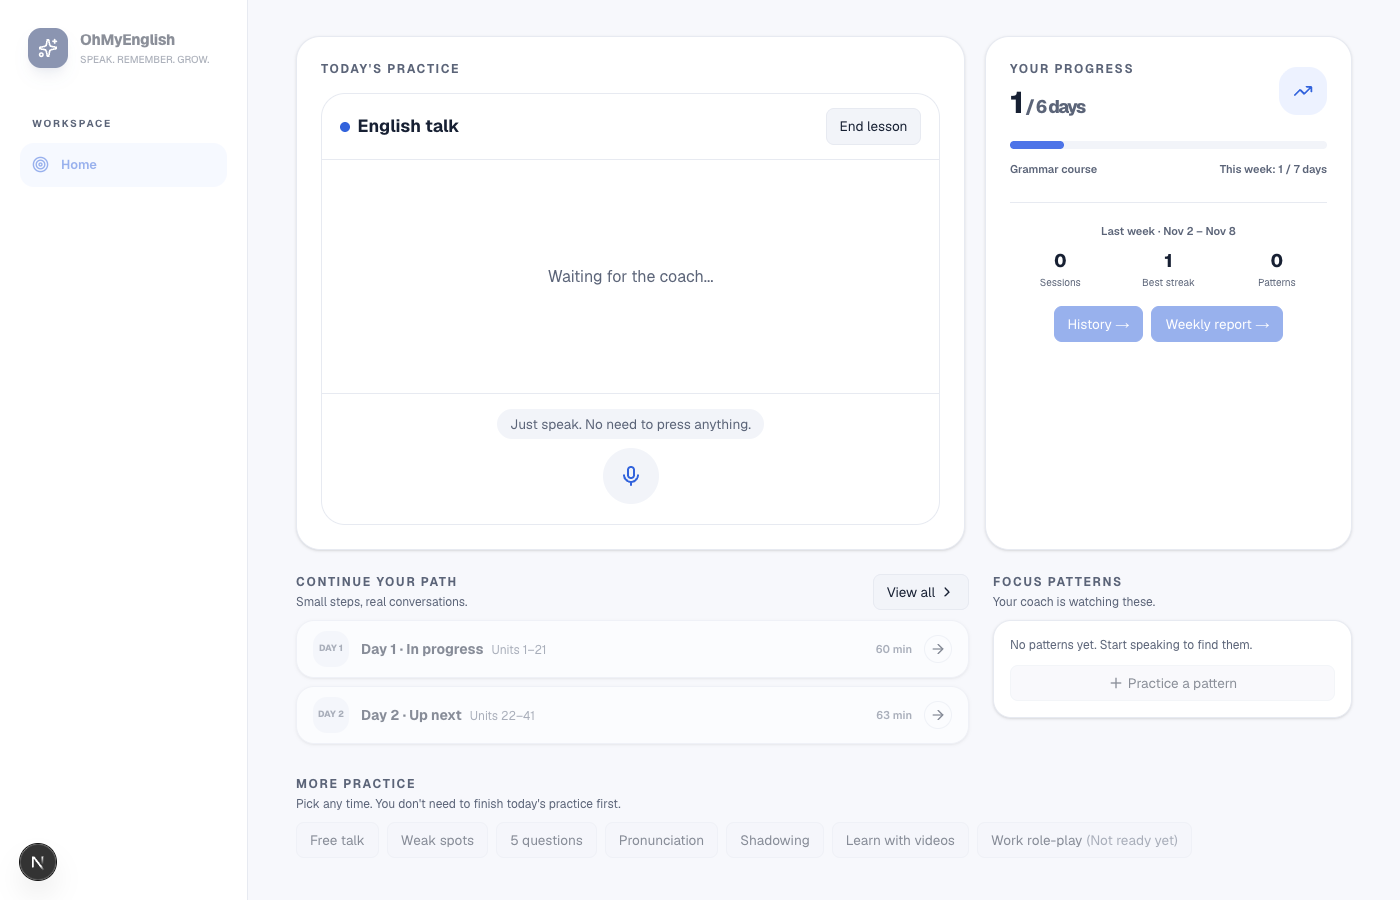 OhMyEnglish
SPEAK. REMEMBER. GROW.
WORKSPACE
Home
TODAY'S PRACTICE
English talk
End lesson
Waiting for the coach...
Just speak. No need to press anything.
YOUR PROGRESS
1 / 6 days
Grammar course
This week: 1 / 7 days
Last week · Nov 2 – Nov 8
0
1
0
Sessions
Best streak
Patterns
History →
Weekly report →
CONTINUE YOUR PATH
Small steps, real conversations.
View all
DAY 1
Day 1 · In progress Units 1–21
60 min
DAY 2
Day 2 · Up next Units 22–41
63 min
FOCUS PATTERNS
Your coach is watching these.
No patterns yet. Start speaking to find them.
Practice a pattern
MORE PRACTICE
Pick any time. You don't need to finish today's practice first.
Free talk
Weak spots
5 questions
Pronunciation
Shadowing
Learn with videos
Work role-play (Not ready yet)
N